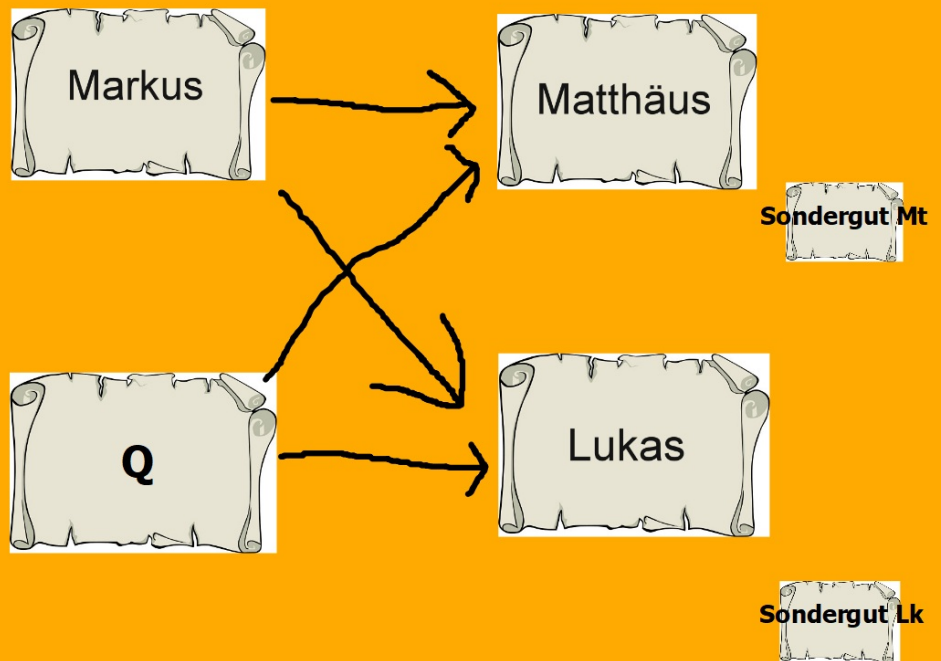 Markus
Matthäus
Sondergut Mt
Q
Lukas
Sondergut Lk